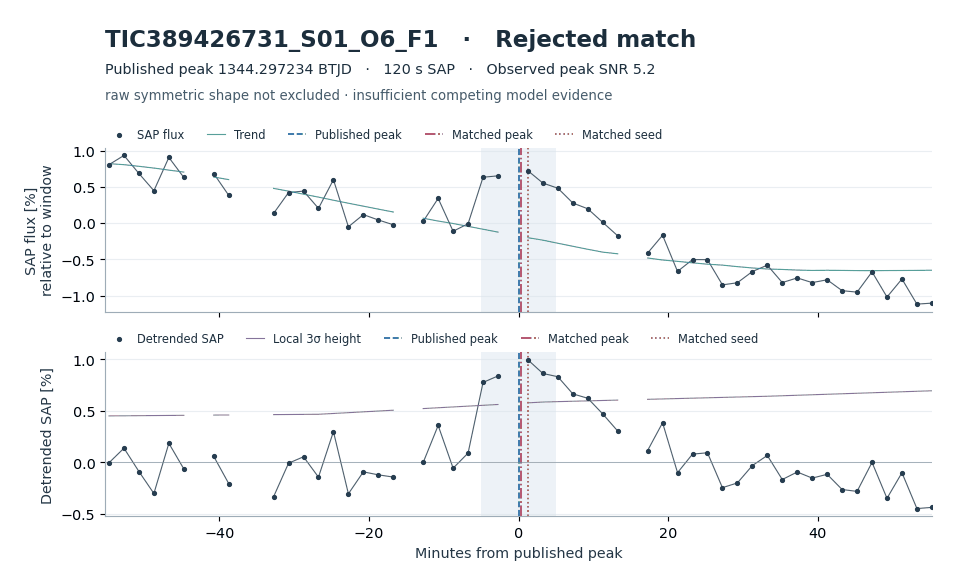 TIC389426731_S01_O6_F1 · Rejected match
Published peak 1344.297234 BTJD · 120 s SAP · Observed peak SNR 5.2
raw symmetric shape not excluded · insufficient competing model evidence
SAP flux Trend Published peak Matched peak Matched seed
SAP flux [%]
relative to window
1.0
0.5
0.0
−0.5
−1.0
Detrended SAP Local 3σ height Published peak Matched peak Matched seed
Detrended SAP [%]
1.0
0.5
0.0
−0.5
−40 −20 0 20 40
Minutes from published peak